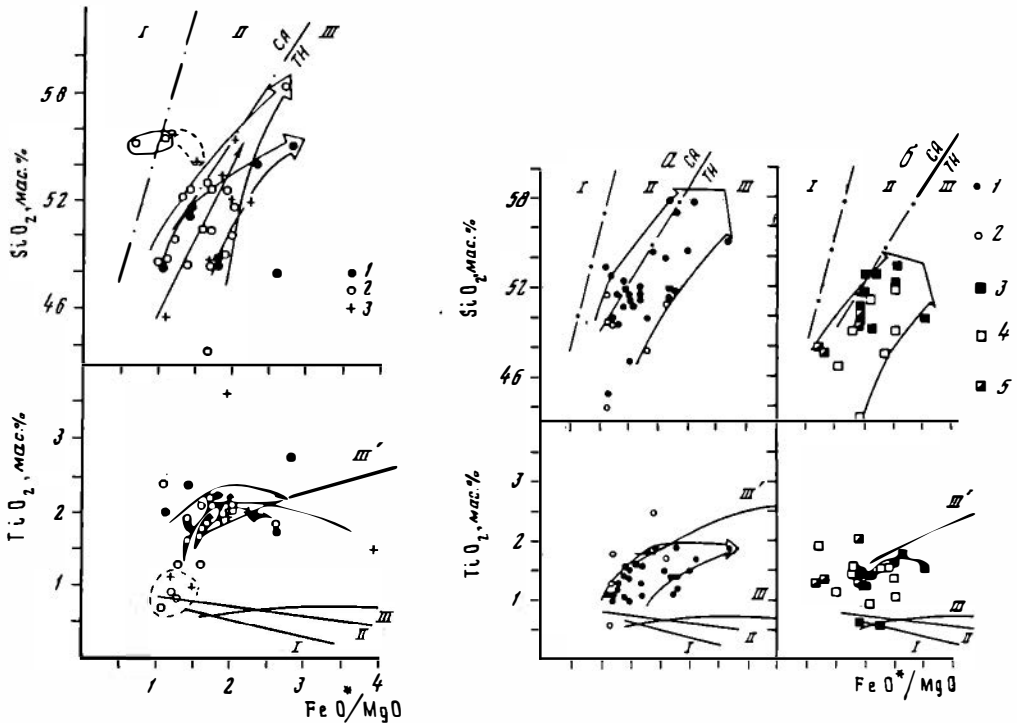 I II III
CA
TH
58
52
46
SiO₂, мас.%
1
2
3
3
2
1
TiO₂, мас.%
III′
III
II
I
1 2 3 4
FeO*/MgO
а
CA
TH
I II III
58
52
46
SiO₂, мас.%
б
CA
TH
I II III
1
2
3
4
5
3
2
1
TiO₂, мас.%
III′
III
II
I
III′
III
II
I
FeO*/MgO